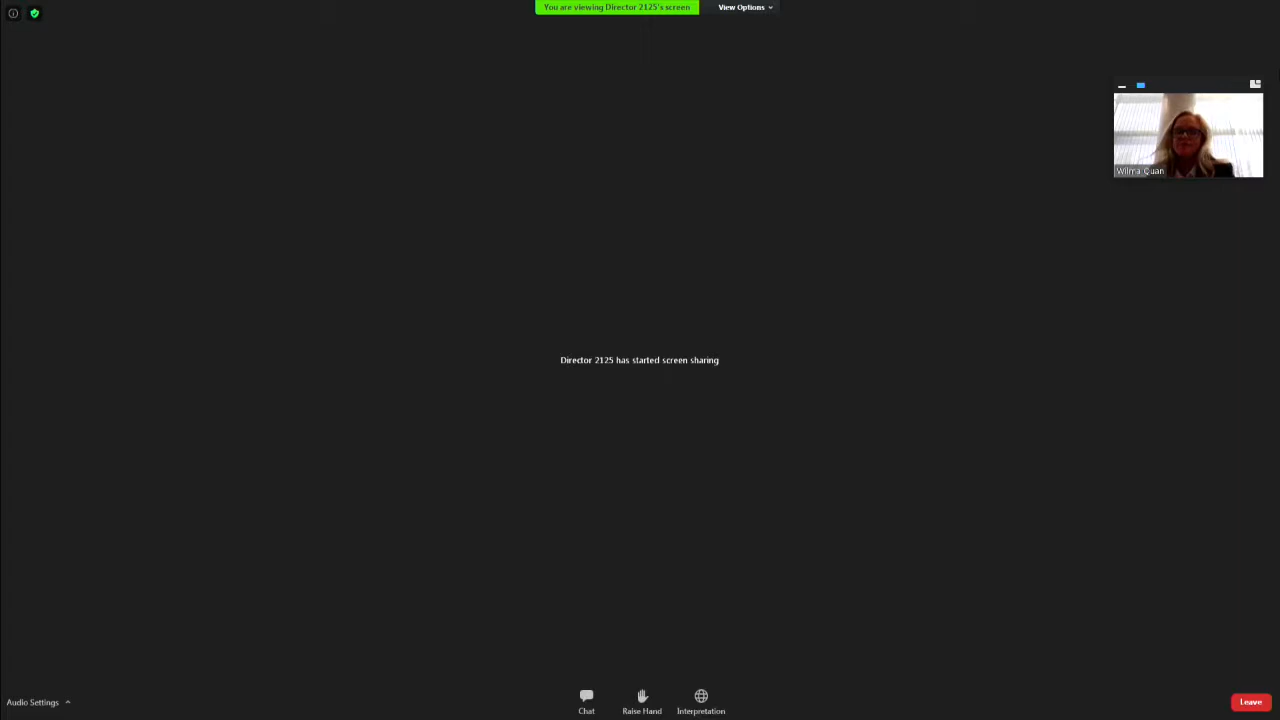 You are viewing Director 2125's screen
View Options
Wilma Quan
Director 2125 has started screen sharing
Audio Settings
Chat
Raise Hand
Interpretation
Leave